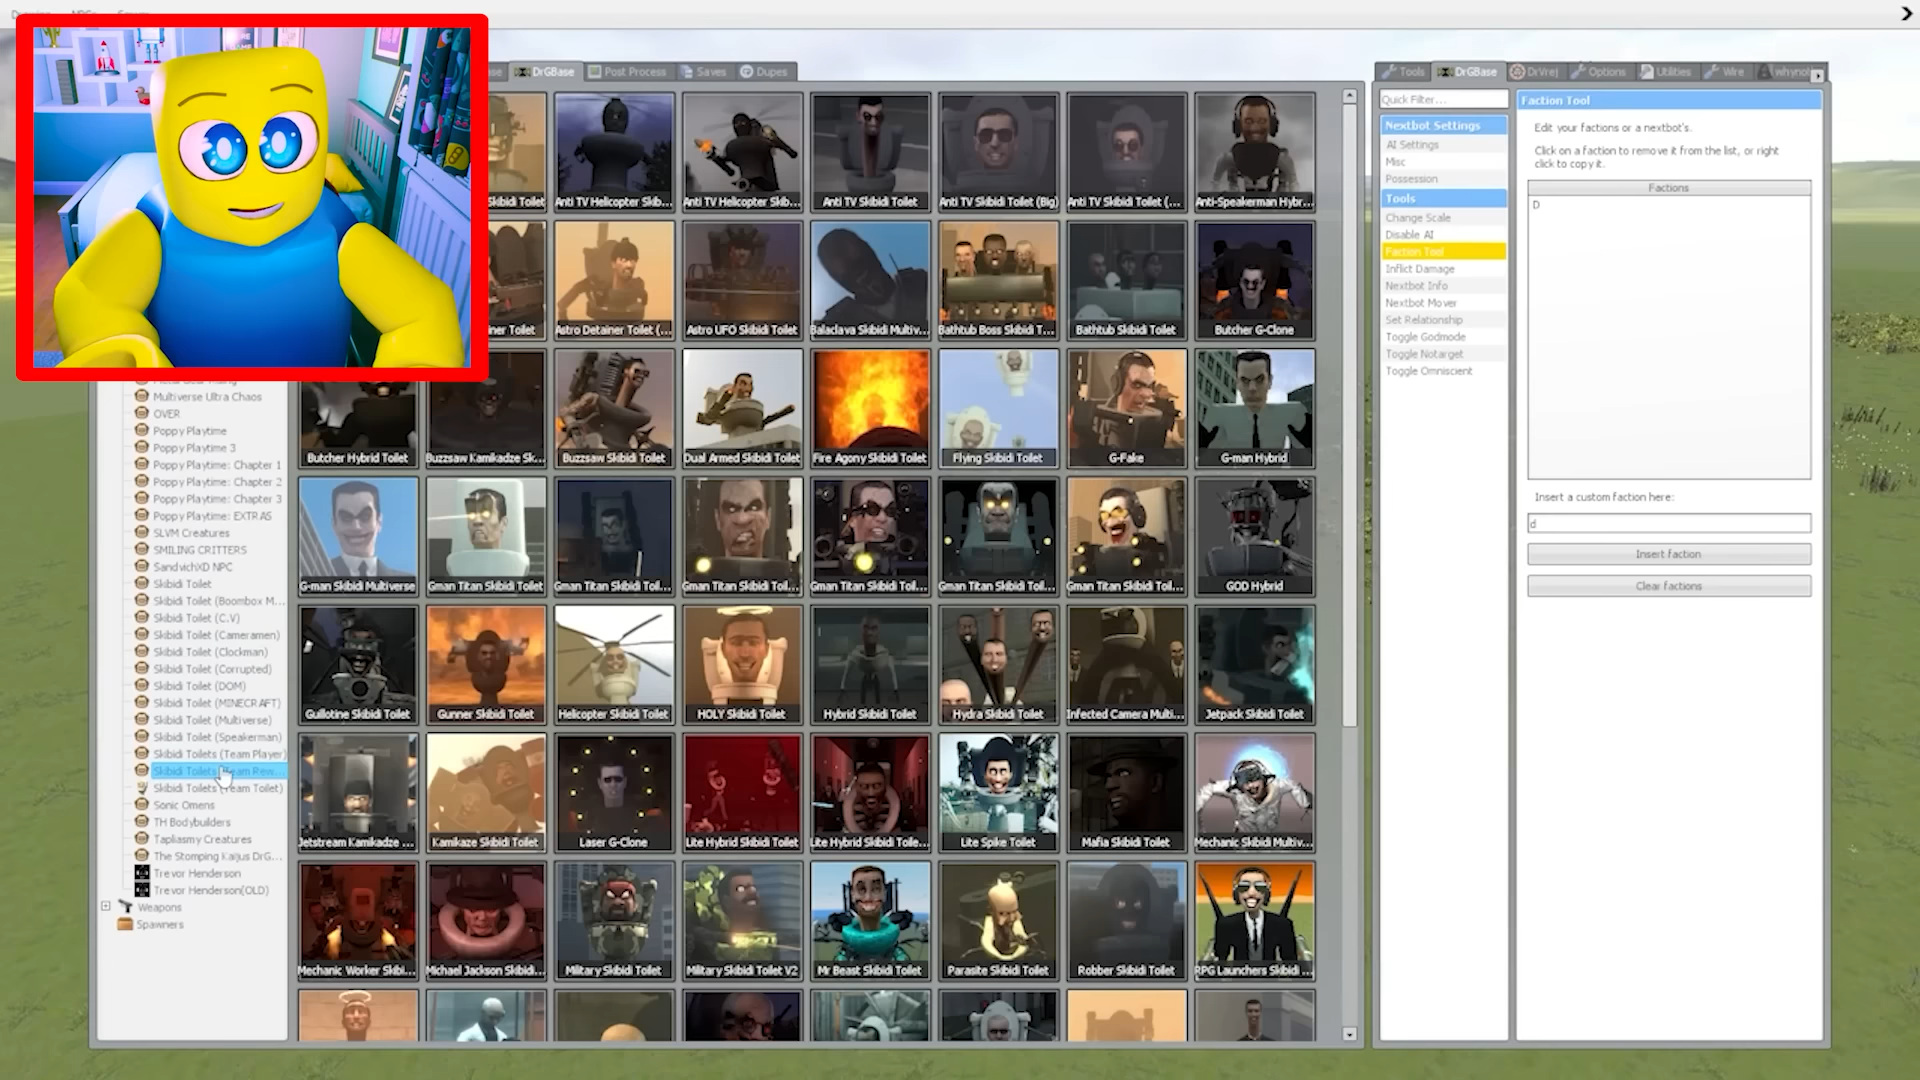 DrGBase
Post Process
Saves
Dupes
Tools
DrGBase
DrVrej
Options
Utilities
Wire
Skibidi Toilet
Anti TV Helicopter Skib...
Anti TV Helicopter Skib...
Anti TV Skibidi Toilet
Anti TV Skibidi Toilet (Big)
Anti TV Skibidi Toilet (...
Anti-Speakerman Hybr...
Astro Detainer Toilet (...
Astro UFO Skibidi Toilet
Balaclava Skibidi Multiv...
Bathtub Boss Skibidi T...
Bathtub Skibidi Toilet
Butcher G-Clone
Butcher Hybrid Toilet
Buzzsaw Kamikadze Sk...
Buzzsaw Skibidi Toilet
Dual Armed Skibidi Toilet
Fire Agony Skibidi Toilet
Flying Skibidi Toilet
G-Fake
G-man Hybrid
G-man Skibidi Multiverse
Gman Titan Skibidi Toilet
Gman Titan Skibidi Toil...
Gman Titan Skibidi Toil...
Gman Titan Skibidi Toil...
Gman Titan Skibidi Toil...
Gman Titan Skibidi Toil...
GOD Hybrid
Guillotine Skibidi Toilet
Gunner Skibidi Toilet
Helicopter Skibidi Toilet
HOLY Skibidi Toilet
Hybrid Skibidi Toilet
Hydra Skibidi Toilet
Infected Camera Multi...
Jetpack Skibidi Toilet
Jetstream Kamikadze ...
Kamikaze Skibidi Toilet
Laser G-Clone
Lite Hybrid Skibidi Toilet
Lite Hybrid Skibidi Toile...
Lite Spike Toilet
Mafia Skibidi Toilet
Mechanic Skibidi Multiv...
Mechanic Worker Skibi...
Michael Jackson Skibidi...
Military Skibidi Toilet
Military Skibidi Toilet V2
Mr Beast Skibidi Toilet
Parasite Skibidi Toilet
Robber Skibidi Toilet
RPG Launchers Skibidi ...
Multiverse Ultra Chaos
OVER
Poppy Playtime
Poppy Playtime 3
Poppy Playtime: Chapter 1
Poppy Playtime: Chapter 2
Poppy Playtime: Chapter 3
Poppy Playtime: EXTRAS
SLVM Creatures
SMILING CRITTERS
SandvichXD NPC
Skibidi Toilet
Skibidi Toilet (Boombox M...
Skibidi Toilet (C.V)
Skibidi Toilet (Cameramen)
Skibidi Toilet (Clockman)
Skibidi Toilet (Corrupted)
Skibidi Toilet (DOM)
Skibidi Toilet (MINECRAFT)
Skibidi Toilet (Multiverse)
Skibidi Toilet (Speakerman)
Skibidi Toilets (Team Player)
Skibidi Toilets (Team Rew...
Skibidi Toilets (Team Toilet)
Sonic Omens
TH Bodybuilders
Tapliasmy Creatures
The Stomping Kaijus DrG...
Trevor Henderson
Trevor Henderson(OLD)
Weapons
Spawners
Quick Filter...
Nextbot Settings
AI Settings
Misc
Possession
Tools
Change Scale
Disable AI
Faction Tool
Inflict Damage
Nextbot Info
Nextbot Mover
Set Relationship
Toggle Godmode
Toggle Notarget
Toggle Omniscient
Faction Tool
Edit your factions or a nextbot's.
Click on a faction to remove it from the list, or right
click to copy it.
Factions
D
Insert a custom faction here:
d
Insert faction
Clear factions